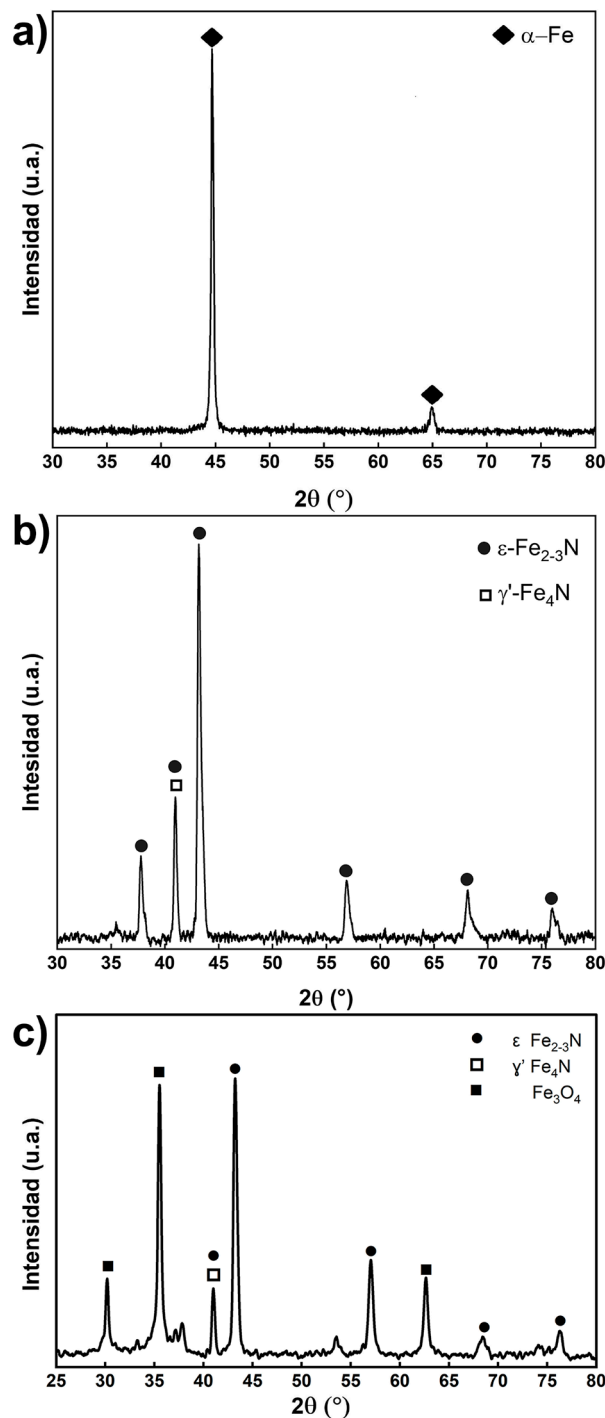 a)
α–Fe
Intensidad (u.a.)
30 35 40 45 50 55 60 65 70 75 80
2θ (°)
b)
ε-Fe2-3N
γ'-Fe4N
Intesidad (u.a.)
30 35 40 45 50 55 60 65 70 75 80
2θ (°)
c)
ε Fe2-3N
γ' Fe4N
Fe3O4
Intensidad (u.a.)
25 30 35 40 45 50 55 60 65 70 75 80
2θ (°)